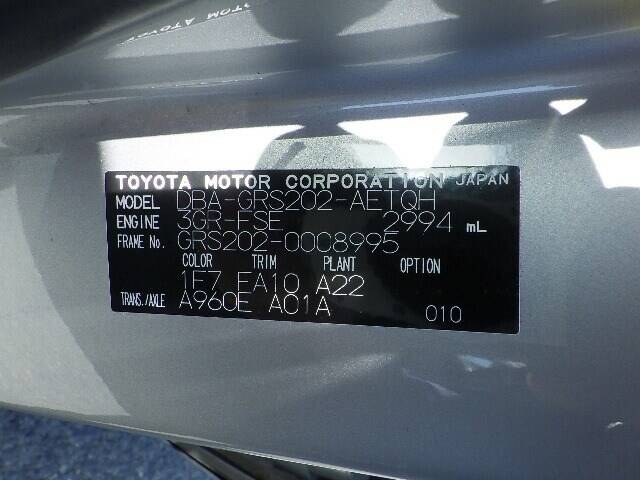 TOYOTA MOTOR CORPORATION JAPAN
MODEL DBA-GRS202-AETQH
ENGINE 3GR-FSE 2994 mL
FRAME No. GRS202-0008995
COLOR TRIM PLANT OPTION
1F7 EA10 A22
TRANS./AXLE A960E A01A 010